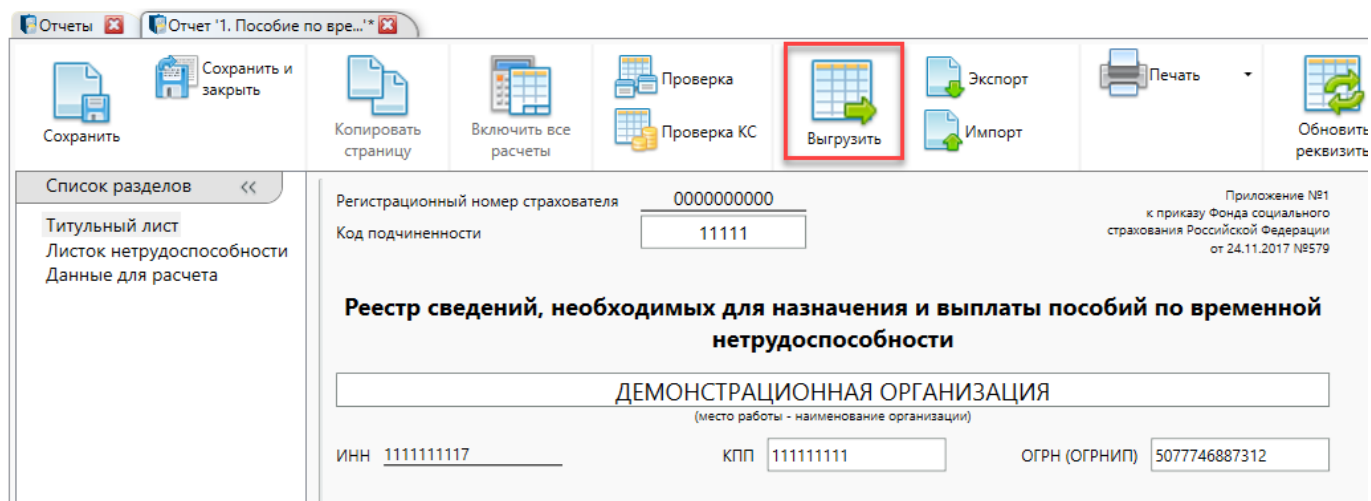 Отчеты
Отчет '1. Пособие по вре...'*
Сохранить
Сохранить и
закрыть
Копировать
страницу
Включить все
расчеты
Проверка
Проверка КС
Выгрузить
Экспорт
Импорт
Печать
Обновить
реквизиты
Список разделов <<
Титульный лист
Листок нетрудоспособности
Данные для расчета
Регистрационный номер страхователя 0000000000
Код подчиненности 11111
Приложение №1
к приказу Фонда социального
страхования Российской Федерации
от 24.11.2017 №579
Реестр сведений, необходимых для назначения и выплаты пособий по временной
нетрудоспособности
ДЕМОНСТРАЦИОННАЯ ОРГАНИЗАЦИЯ
(место работы - наименование организации)
ИНН 1111111117 КПП 111111111 ОГРН (ОГРНИП) 5077746887312